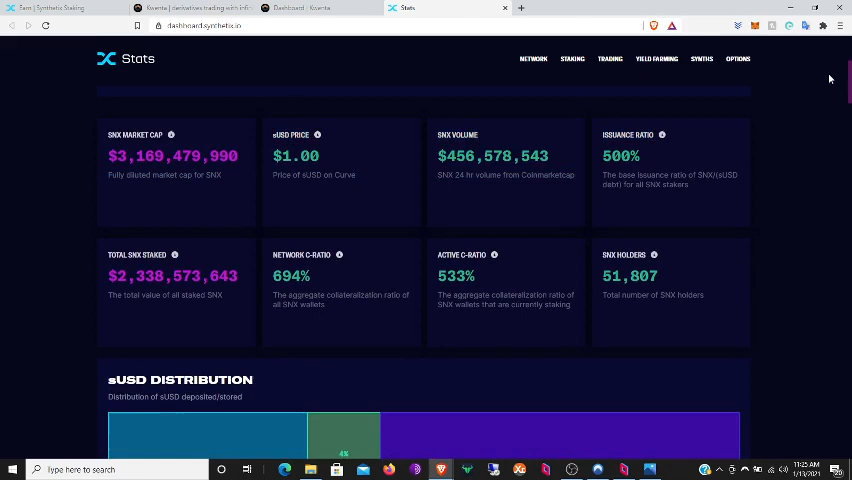 Earn | Synthetix Staking
Kwenta | derivatives trading with infi
Dashboard | Kwenta
Stats
dashboard.synthetix.io
Stats
NETWORK STAKING TRADING YIELD FARMING SYNTHS OPTIONS
SNX MARKET CAP
$3,169,479,990
Fully diluted market cap for SNX
sUSD PRICE
$1.00
Price of sUSD on Curve
SNX VOLUME
$456,578,543
SNX 24 hr volume from Coinmarketcap
ISSUANCE RATIO
500%
The base issuance ratio of SNX/(sUSD
debt) for all SNX stakers
TOTAL SNX STAKED
$2,338,573,643
The total value of all staked SNX
NETWORK C-RATIO
694%
The aggregate collateralization ratio of
all SNX wallets
ACTIVE C-RATIO
533%
The aggregate collateralization ratio of
SNX wallets that are currently staking
SNX HOLDERS
51,807
Total number of SNX holders
sUSD DISTRIBUTION
Distribution of sUSD deposited/stored
4%
Type here to search
11:25 AM
1/13/2021
20